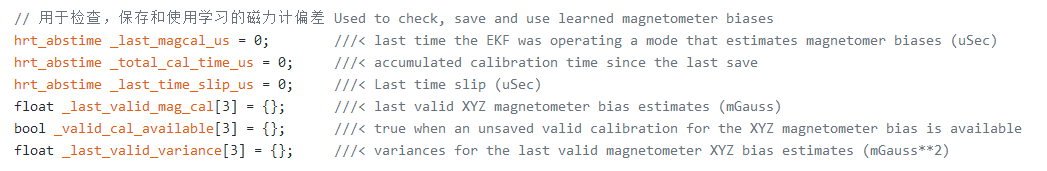 // 用于检查，保存和使用学习的磁力计偏差 Used to check, save and use learned magnetometer biases
hrt_abstime _last_magcal_us = 0; ///< last time the EKF was operating a mode that estimates magnetomer biases (uSec)
hrt_abstime _total_cal_time_us = 0; ///< accumulated calibration time since the last save
hrt_abstime _last_time_slip_us = 0; ///< Last time slip (uSec)
float _last_valid_mag_cal[3] = {}; ///< last valid XYZ magnetometer bias estimates (mGauss)
bool _valid_cal_available[3] = {}; ///< true when an unsaved valid calibration for the XYZ magnetometer bias is available
float _last_valid_variance[3] = {}; ///< variances for the last valid magnetometer XYZ bias estimates (mGauss**2)